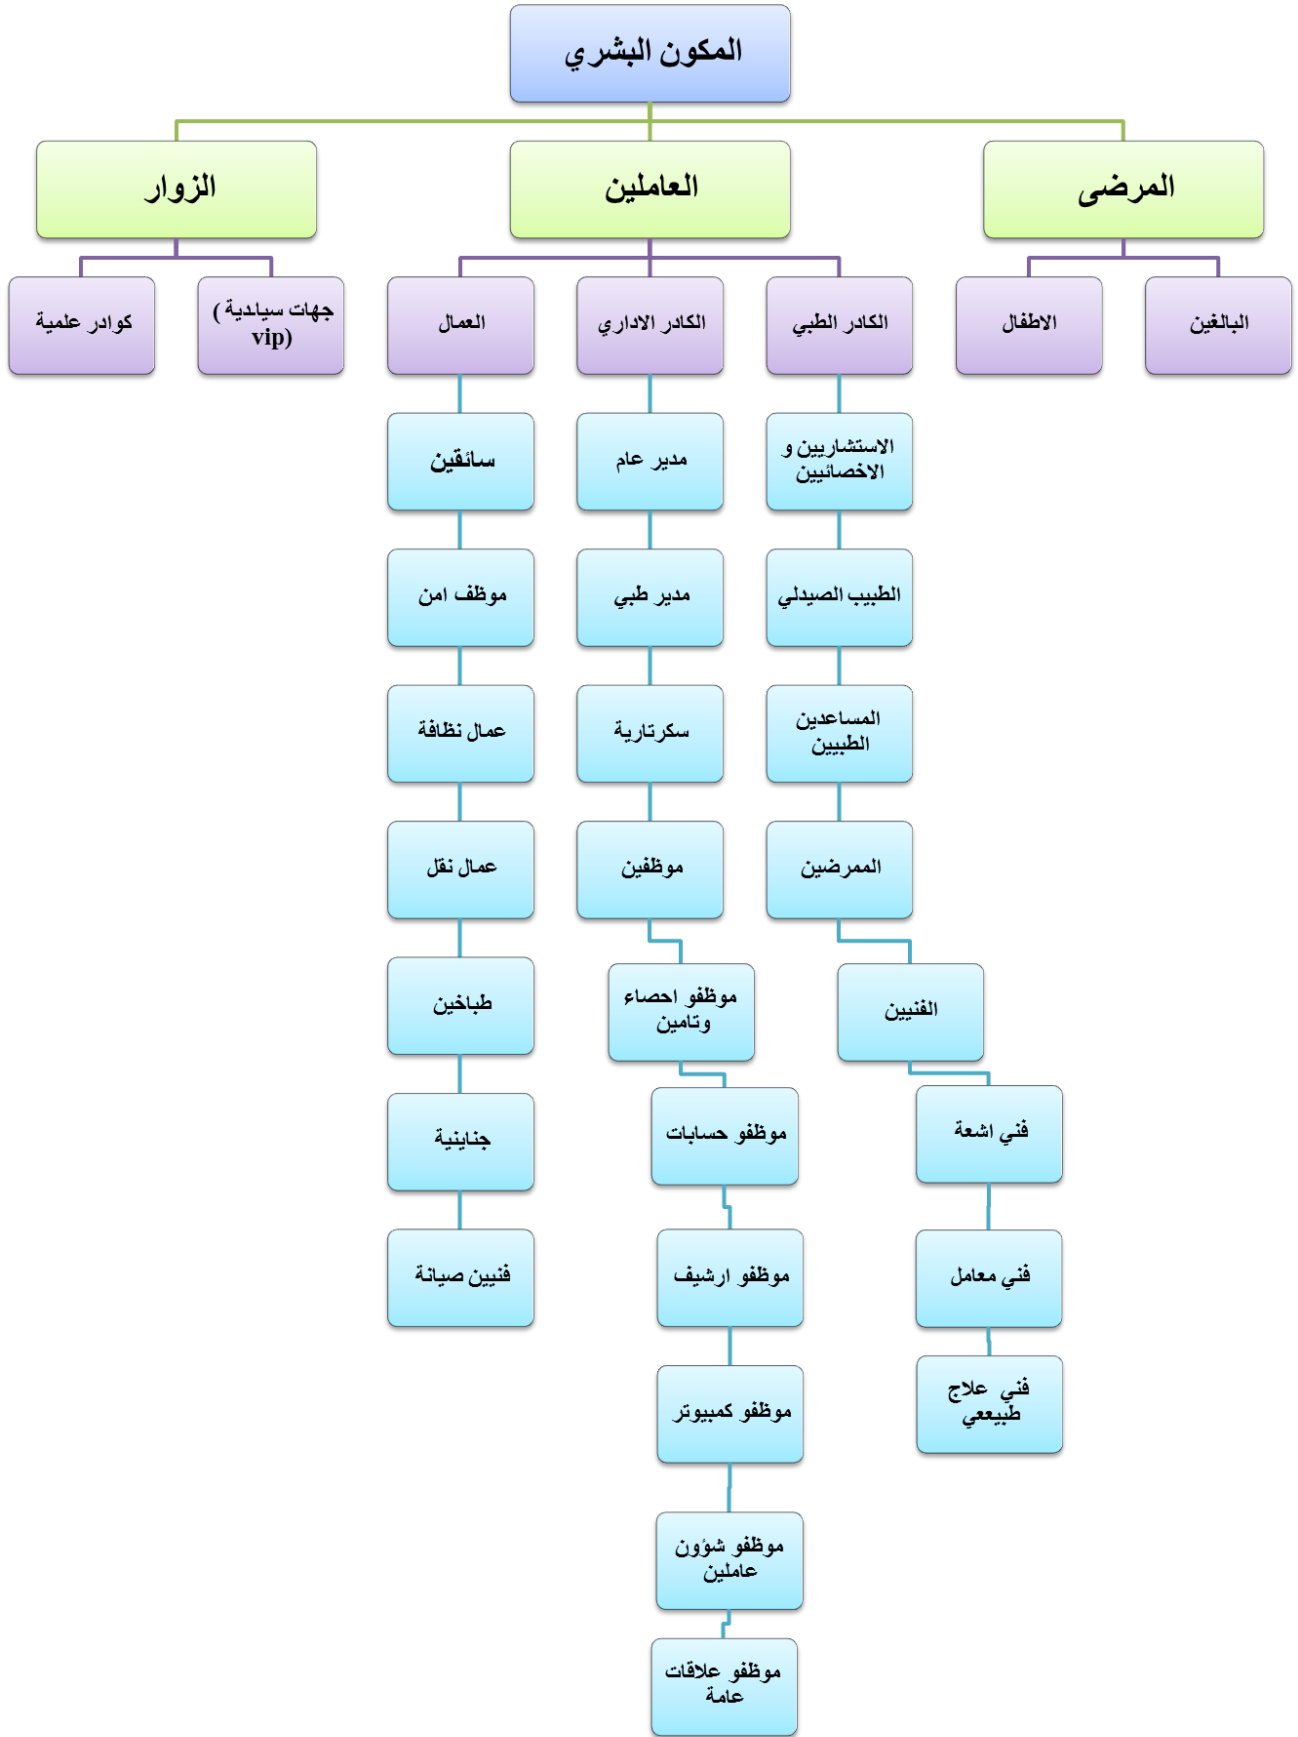 المكون البشري
المرضى
العاملين
الزوار
البالغين
الاطفال
الكادر الطبي
الكادر الاداري
العمال
جهات سيادية (
vip)
كوادر علمية
الاستشاريين و
الاخصائيين
مدير عام
سائقين
الطبيب الصيدلي
مدير طبي
موظف امن
المساعدين
الطبيين
سكرتارية
عمال نظافة
الممرضين
موظفين
عمال نقل
الفنيين
موظفو احصاء
وتامين
طباخين
فني اشعة
موظفو حسابات
جناينية
فني معامل
موظفو ارشيف
فنيين صيانة
فني علاج
طبيععي
موظفو كمبيوتر
موظفو شؤون
عاملين
موظفو علاقات
عامة